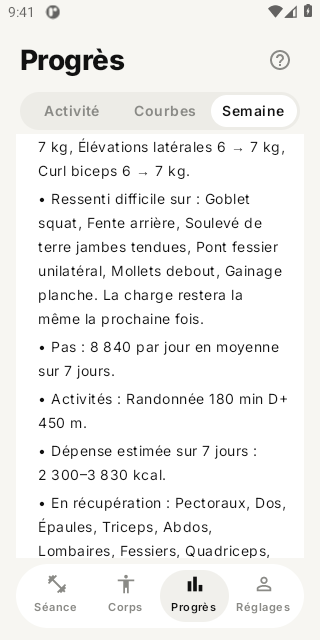 9:41
Progrès
Activité Courbes Semaine
7 kg, Élévations latérales 6 → 7 kg,
Curl biceps 6 → 7 kg.
• Ressenti difficile sur : Goblet
squat, Fente arrière, Soulevé de
terre jambes tendues, Pont fessier
unilatéral, Mollets debout, Gainage
planche. La charge restera la
même la prochaine fois.
• Pas : 8 840 par jour en moyenne
sur 7 jours.
• Activités : Randonnée 180 min D+
450 m.
• Dépense estimée sur 7 jours :
2 300–3 830 kcal.
• En récupération : Pectoraux, Dos,
Épaules, Triceps, Abdos,
Lombaires, Fessiers, Quadriceps,
Séance Corps Progrès Réglages